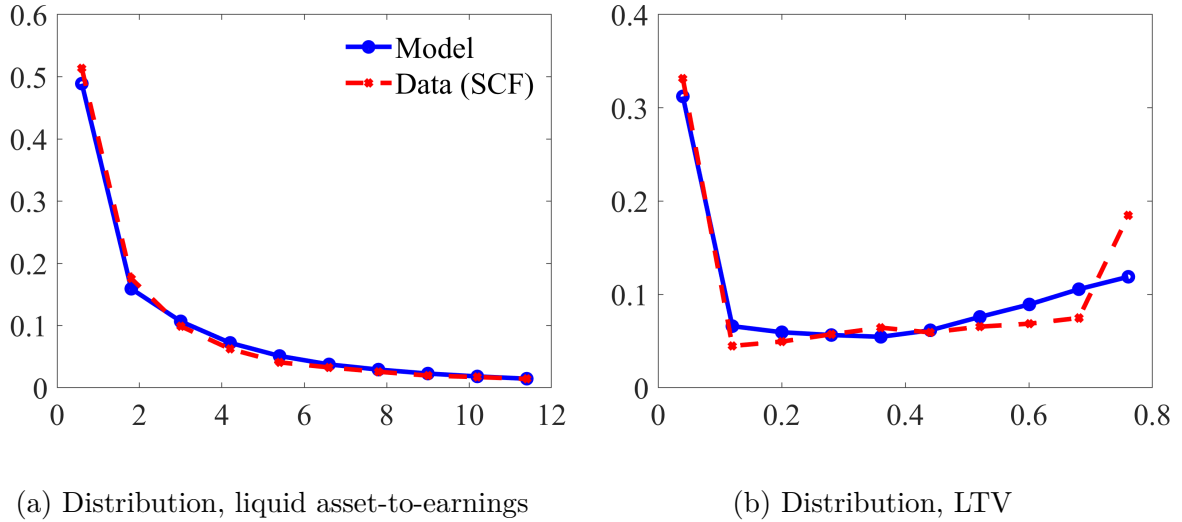 0.6
0.5
0.4
0.3
0.2
0.1
0
0 2 4 6 8 10 12
Model
Data (SCF)
(a) Distribution, liquid asset-to-earnings
0.4
0.3
0.2
0.1
0
0 0.2 0.4 0.6 0.8
(b) Distribution, LTV